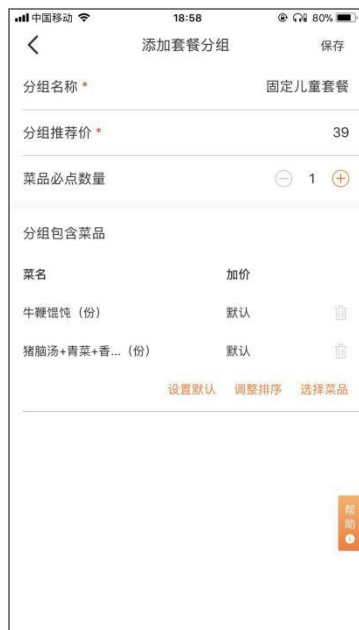 中国移动 18:58 80%
添加套餐分组 保存
分组名称 * 固定儿童套餐
分组推荐价 * 39
菜品必点数量 1
分组包含菜品
菜名 加价
牛鞭馄饨（份） 默认
猪脑汤+青菜+香...（份） 默认
设置默认 调整排序 选择菜品
帮助